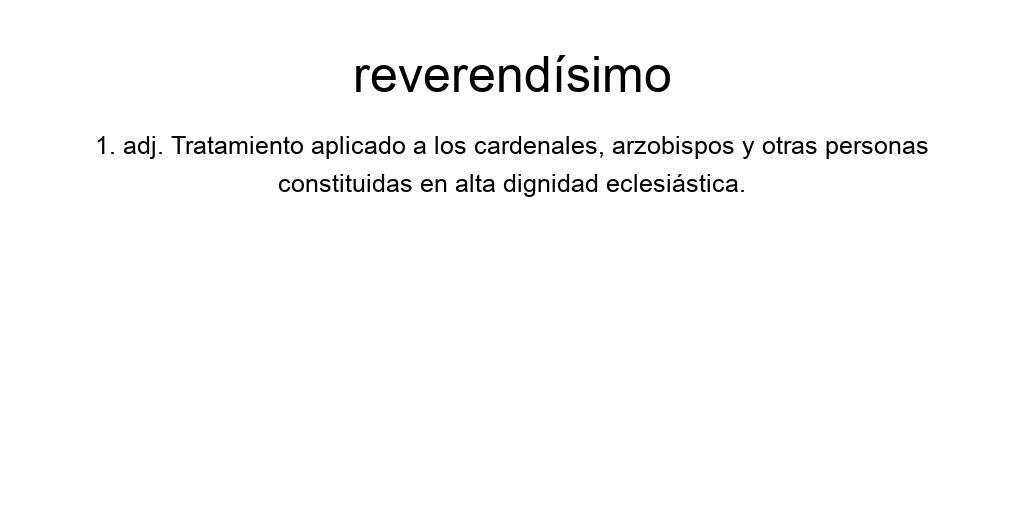 reverendísimo
1. adj. Tratamiento aplicado a los cardenales, arzobispos y otras personas
constituidas en alta dignidad eclesiástica.